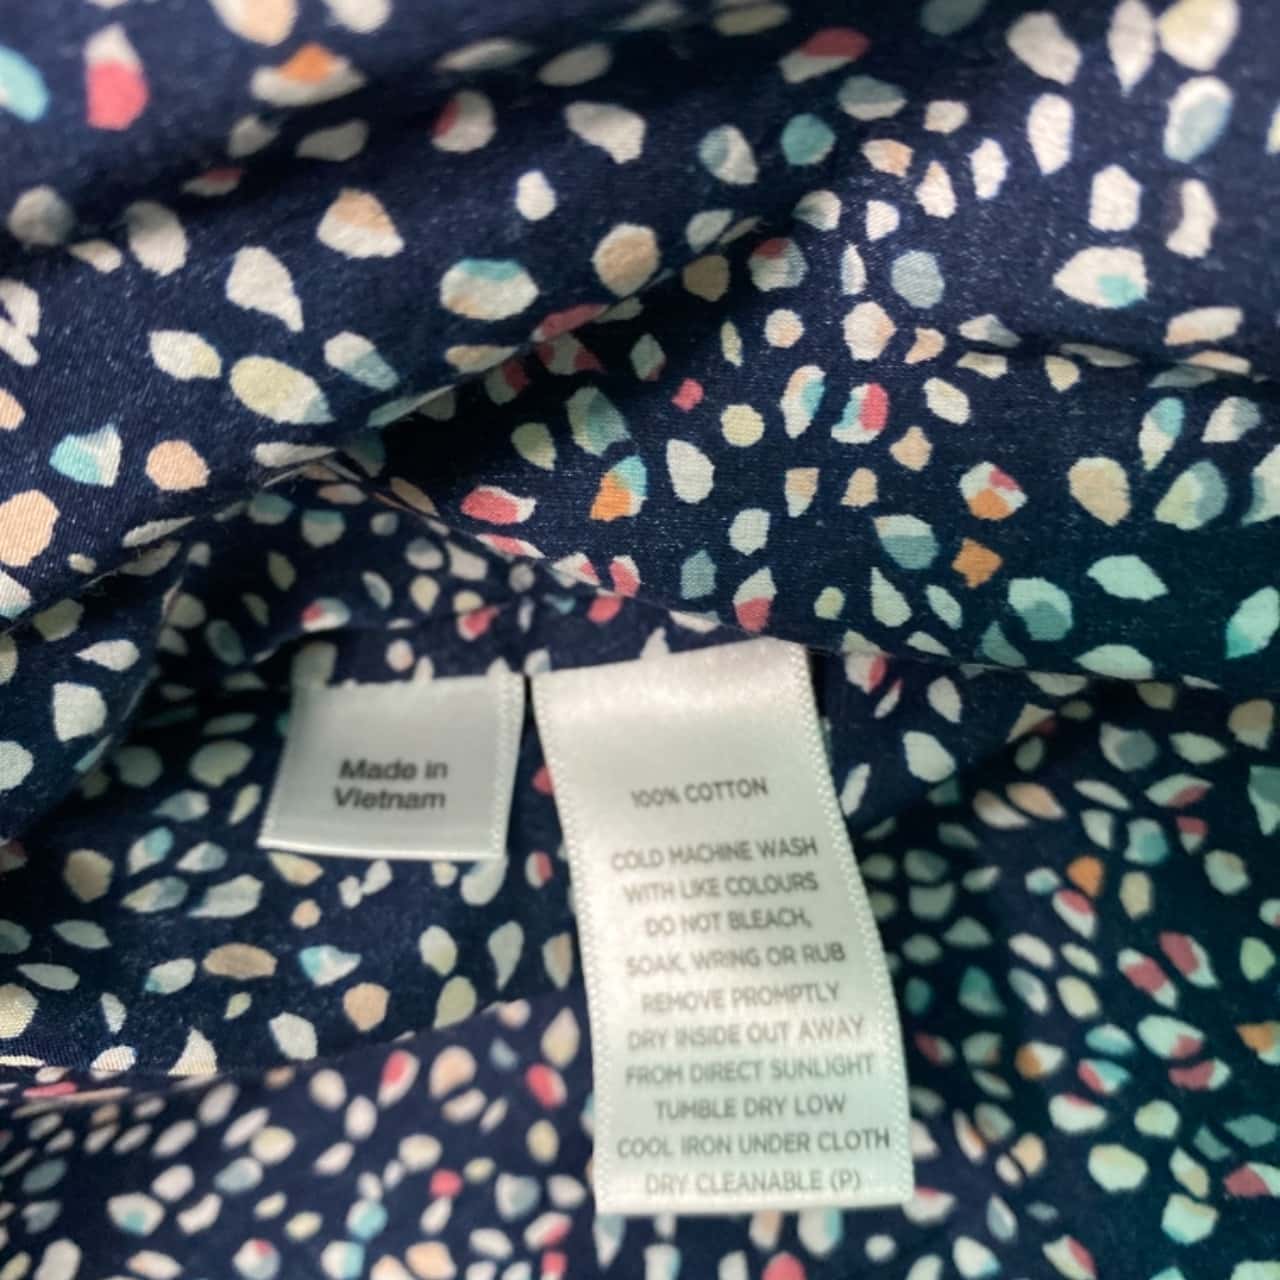 Made in
Vietnam
100% COTTON
COLD MACHINE WASH
WITH LIKE COLOURS
DO NOT BLEACH,
SOAK, WRING OR RUB
REMOVE PROMPTLY
DRY INSIDE OUT AWAY
FROM DIRECT SUNLIGHT
TUMBLE DRY LOW
COOL IRON UNDER CLOTH
DRY CLEANABLE (P)